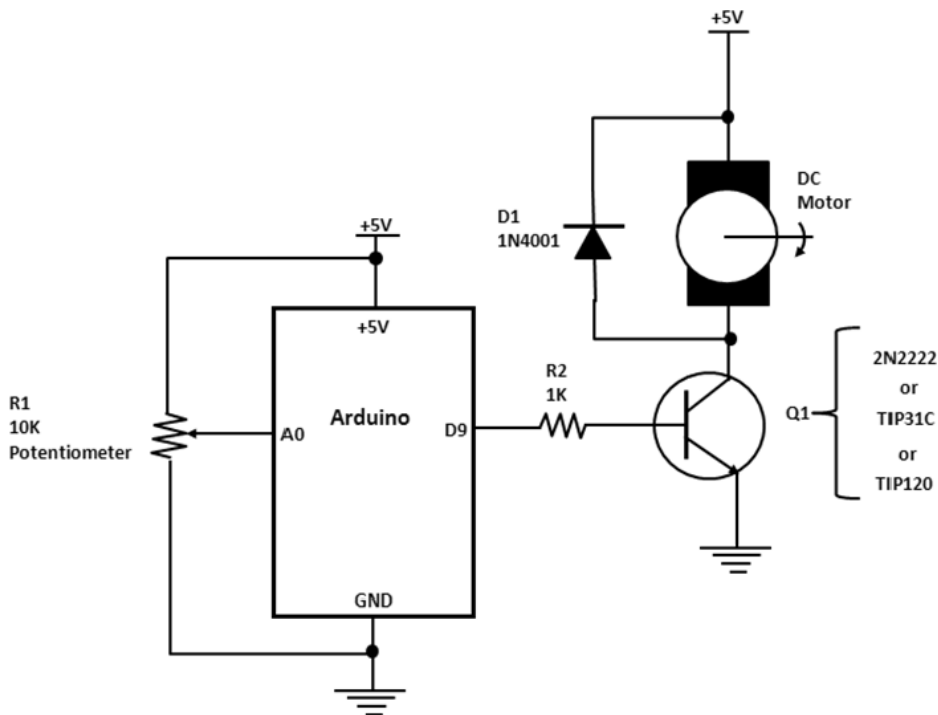 +5V
DC
Motor
D1
1N4001
+5V
+5V
R1
10K
Potentiometer
A0
Arduino
D9
R2
1K
Q1
2N2222
or
TIP31C
or
TIP120
GND